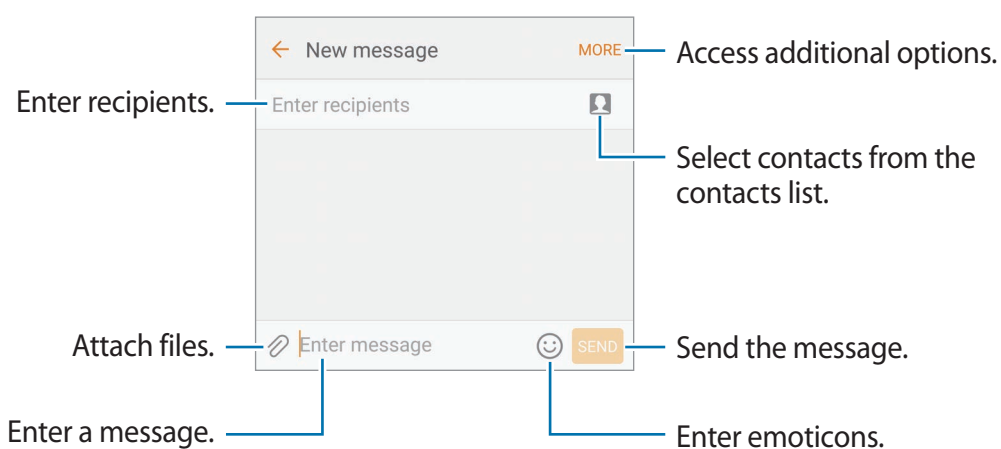 New message
MORE
Access additional options.
Enter recipients.
Enter recipients
Select contacts from the
contacts list.
Attach files.
Enter message
SEND
Send the message.
Enter a message.
Enter emoticons.